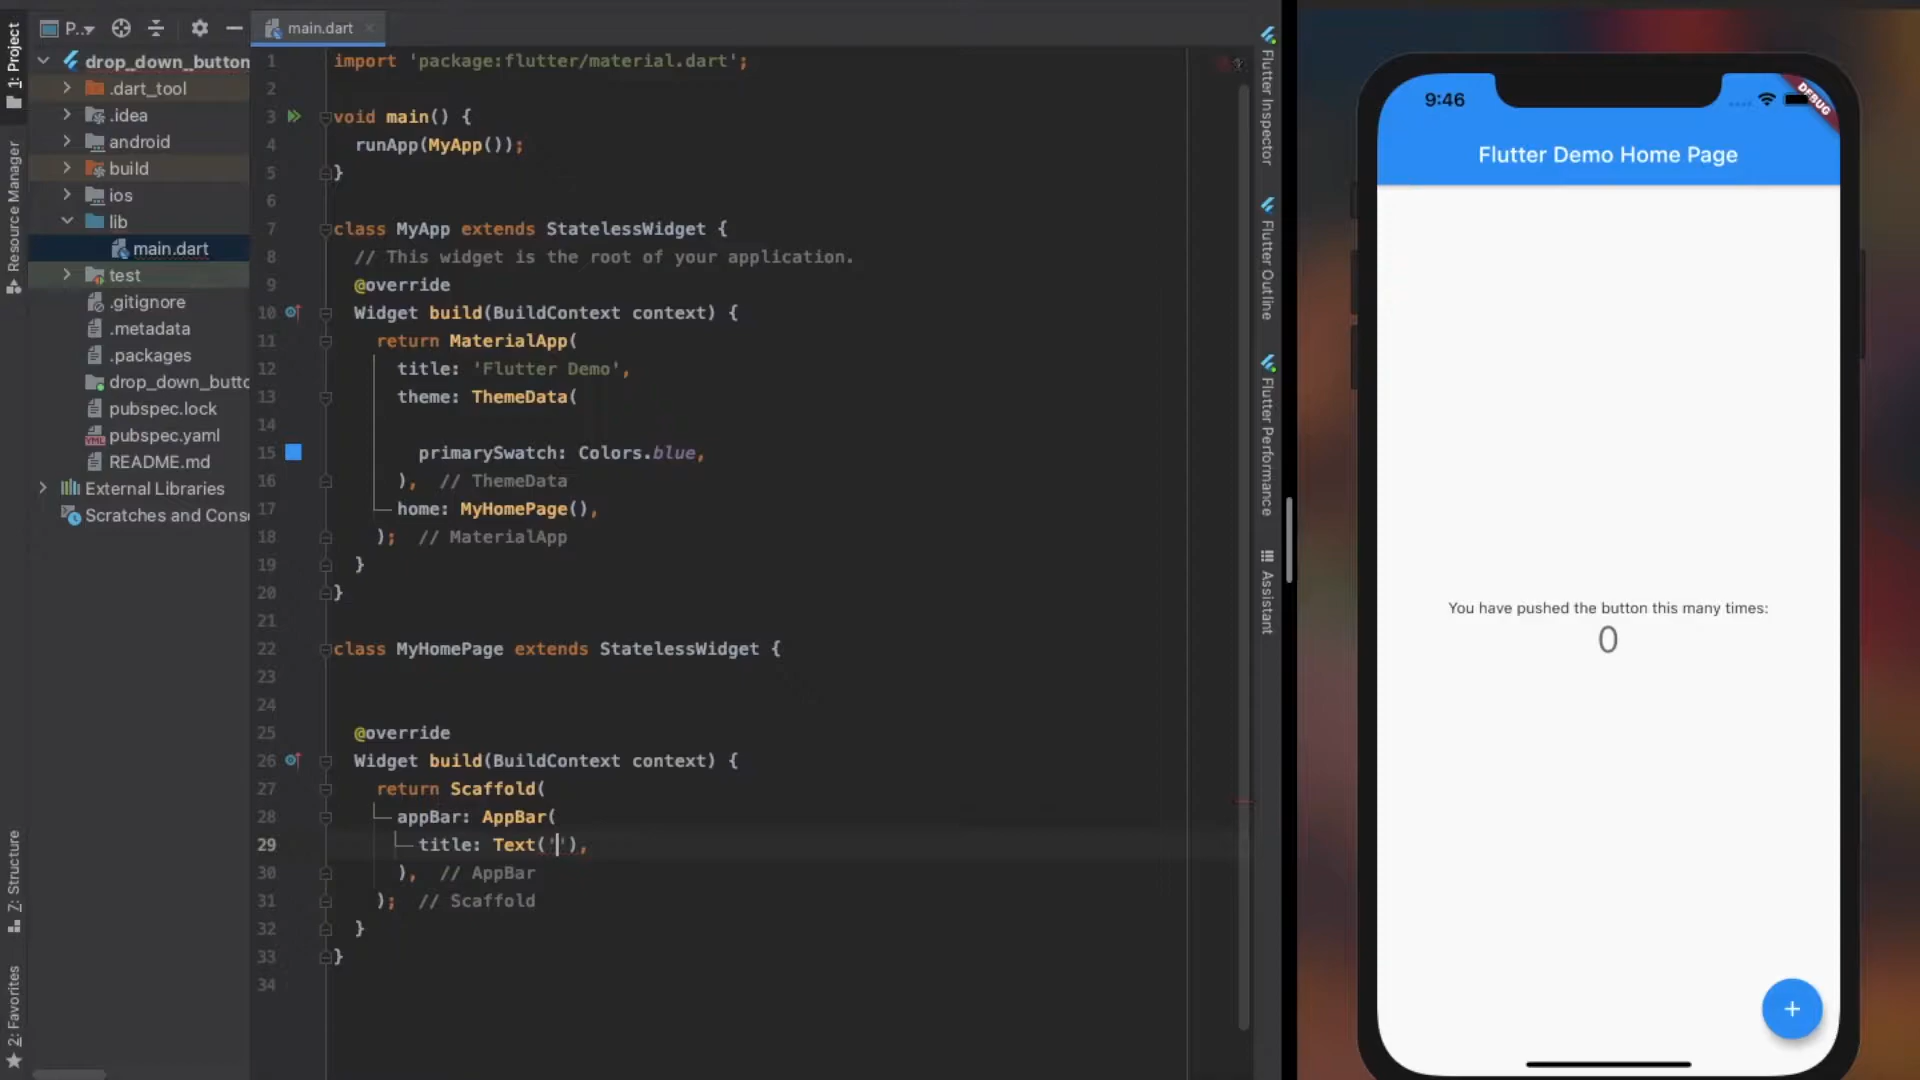 P..
main.dart
1: Project
Resource Manager
Z: Structure
2: Favorites
drop_down_button
.dart_tool
.idea
android
build
ios
lib
main.dart
test
.gitignore
.metadata
.packages
drop_down_butto
pubspec.lock
pubspec.yaml
README.md
External Libraries
Scratches and Conso
1 import 'package:flutter/material.dart';
2
3 void main() {
4 runApp(MyApp());
5 }
6
7 class MyApp extends StatelessWidget {
8 // This widget is the root of your application.
9 @override
10 Widget build(BuildContext context) {
11 return MaterialApp(
12 title: 'Flutter Demo',
13 theme: ThemeData(
14
15 primarySwatch: Colors.blue,
16 ), // ThemeData
17 home: MyHomePage(),
18 ); // MaterialApp
19 }
20 }
21
22 class MyHomePage extends StatelessWidget {
23
24
25 @override
26 Widget build(BuildContext context) {
27 return Scaffold(
28 appBar: AppBar(
29 title: Text(''),
30 ), // AppBar
31 ); // Scaffold
32 }
33 }
34
Flutter Inspector
Flutter Outline
Flutter Performance
Assistant
9:46
DEBUG
Flutter Demo Home Page
You have pushed the button this many times:
0
+